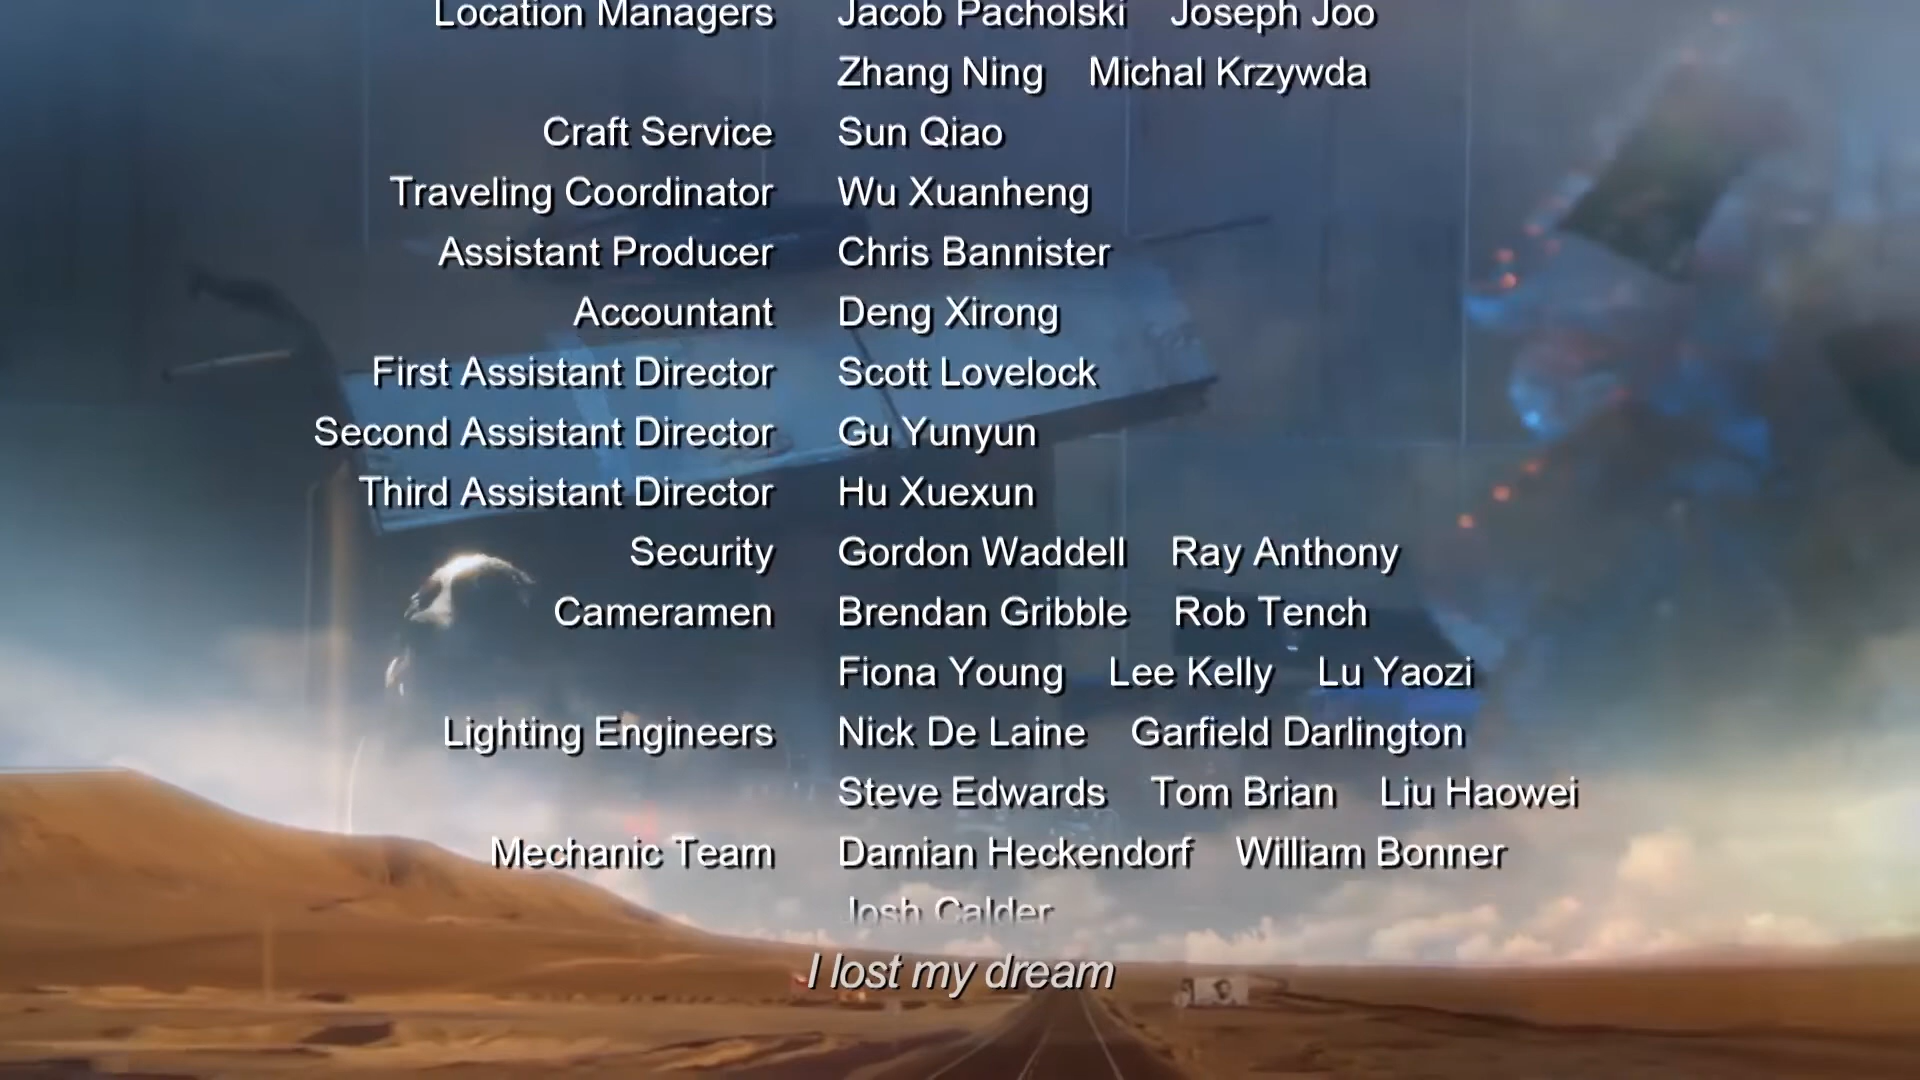 Location Managers Jacob Pacholski Joseph Joo
Zhang Ning Michal Krzywda
Craft Service Sun Qiao
Traveling Coordinator Wu Xuanheng
Assistant Producer Chris Bannister
Accountant Deng Xirong
First Assistant Director Scott Lovelock
Second Assistant Director Gu Yunyun
Third Assistant Director Hu Xuexun
Security Gordon Waddell Ray Anthony
Cameramen Brendan Gribble Rob Tench
Fiona Young Lee Kelly Lu Yaozi
Lighting Engineers Nick De Laine Garfield Darlington
Steve Edwards Tom Brian Liu Haowei
Mechanic Team Damian Heckendorf William Bonner
Josh Calder
I lost my dream